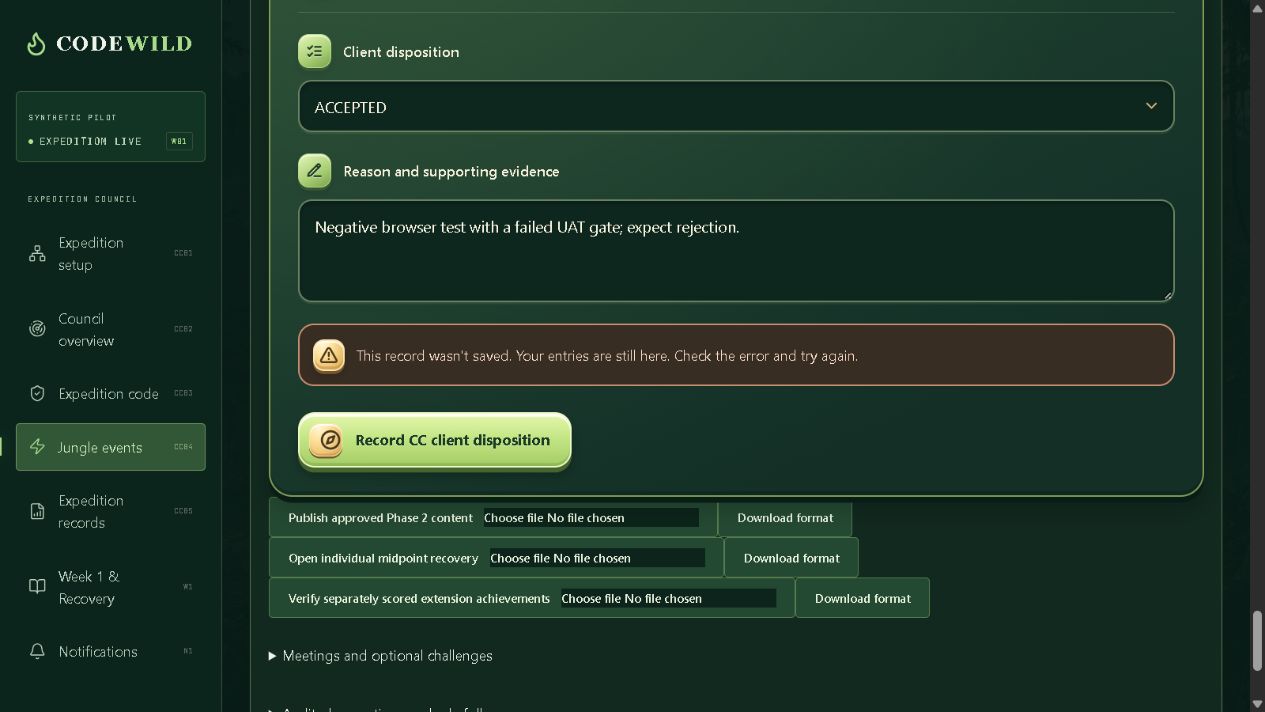 CODEWILD
SYNTHETIC PILOT
EXPEDITION LIVE
W01
EXPEDITION COUNCIL
Expedition
setup
CC01
Council
overview
CC02
Expedition code
CC03
Jungle events
CC04
Expedition
records
CC05
Week 1 &
Recovery
W1
Notifications
N1
Client disposition
ACCEPTED
Reason and supporting evidence
Negative browser test with a failed UAT gate; expect rejection.
This record wasn't saved. Your entries are still here. Check the error and try again.
Record CC client disposition
Publish approved Phase 2 content Choose file No file chosen Download format
Open individual midpoint recovery Choose file No file chosen Download format
Verify separately scored extension achievements Choose file No file chosen Download format
Meetings and optional challenges